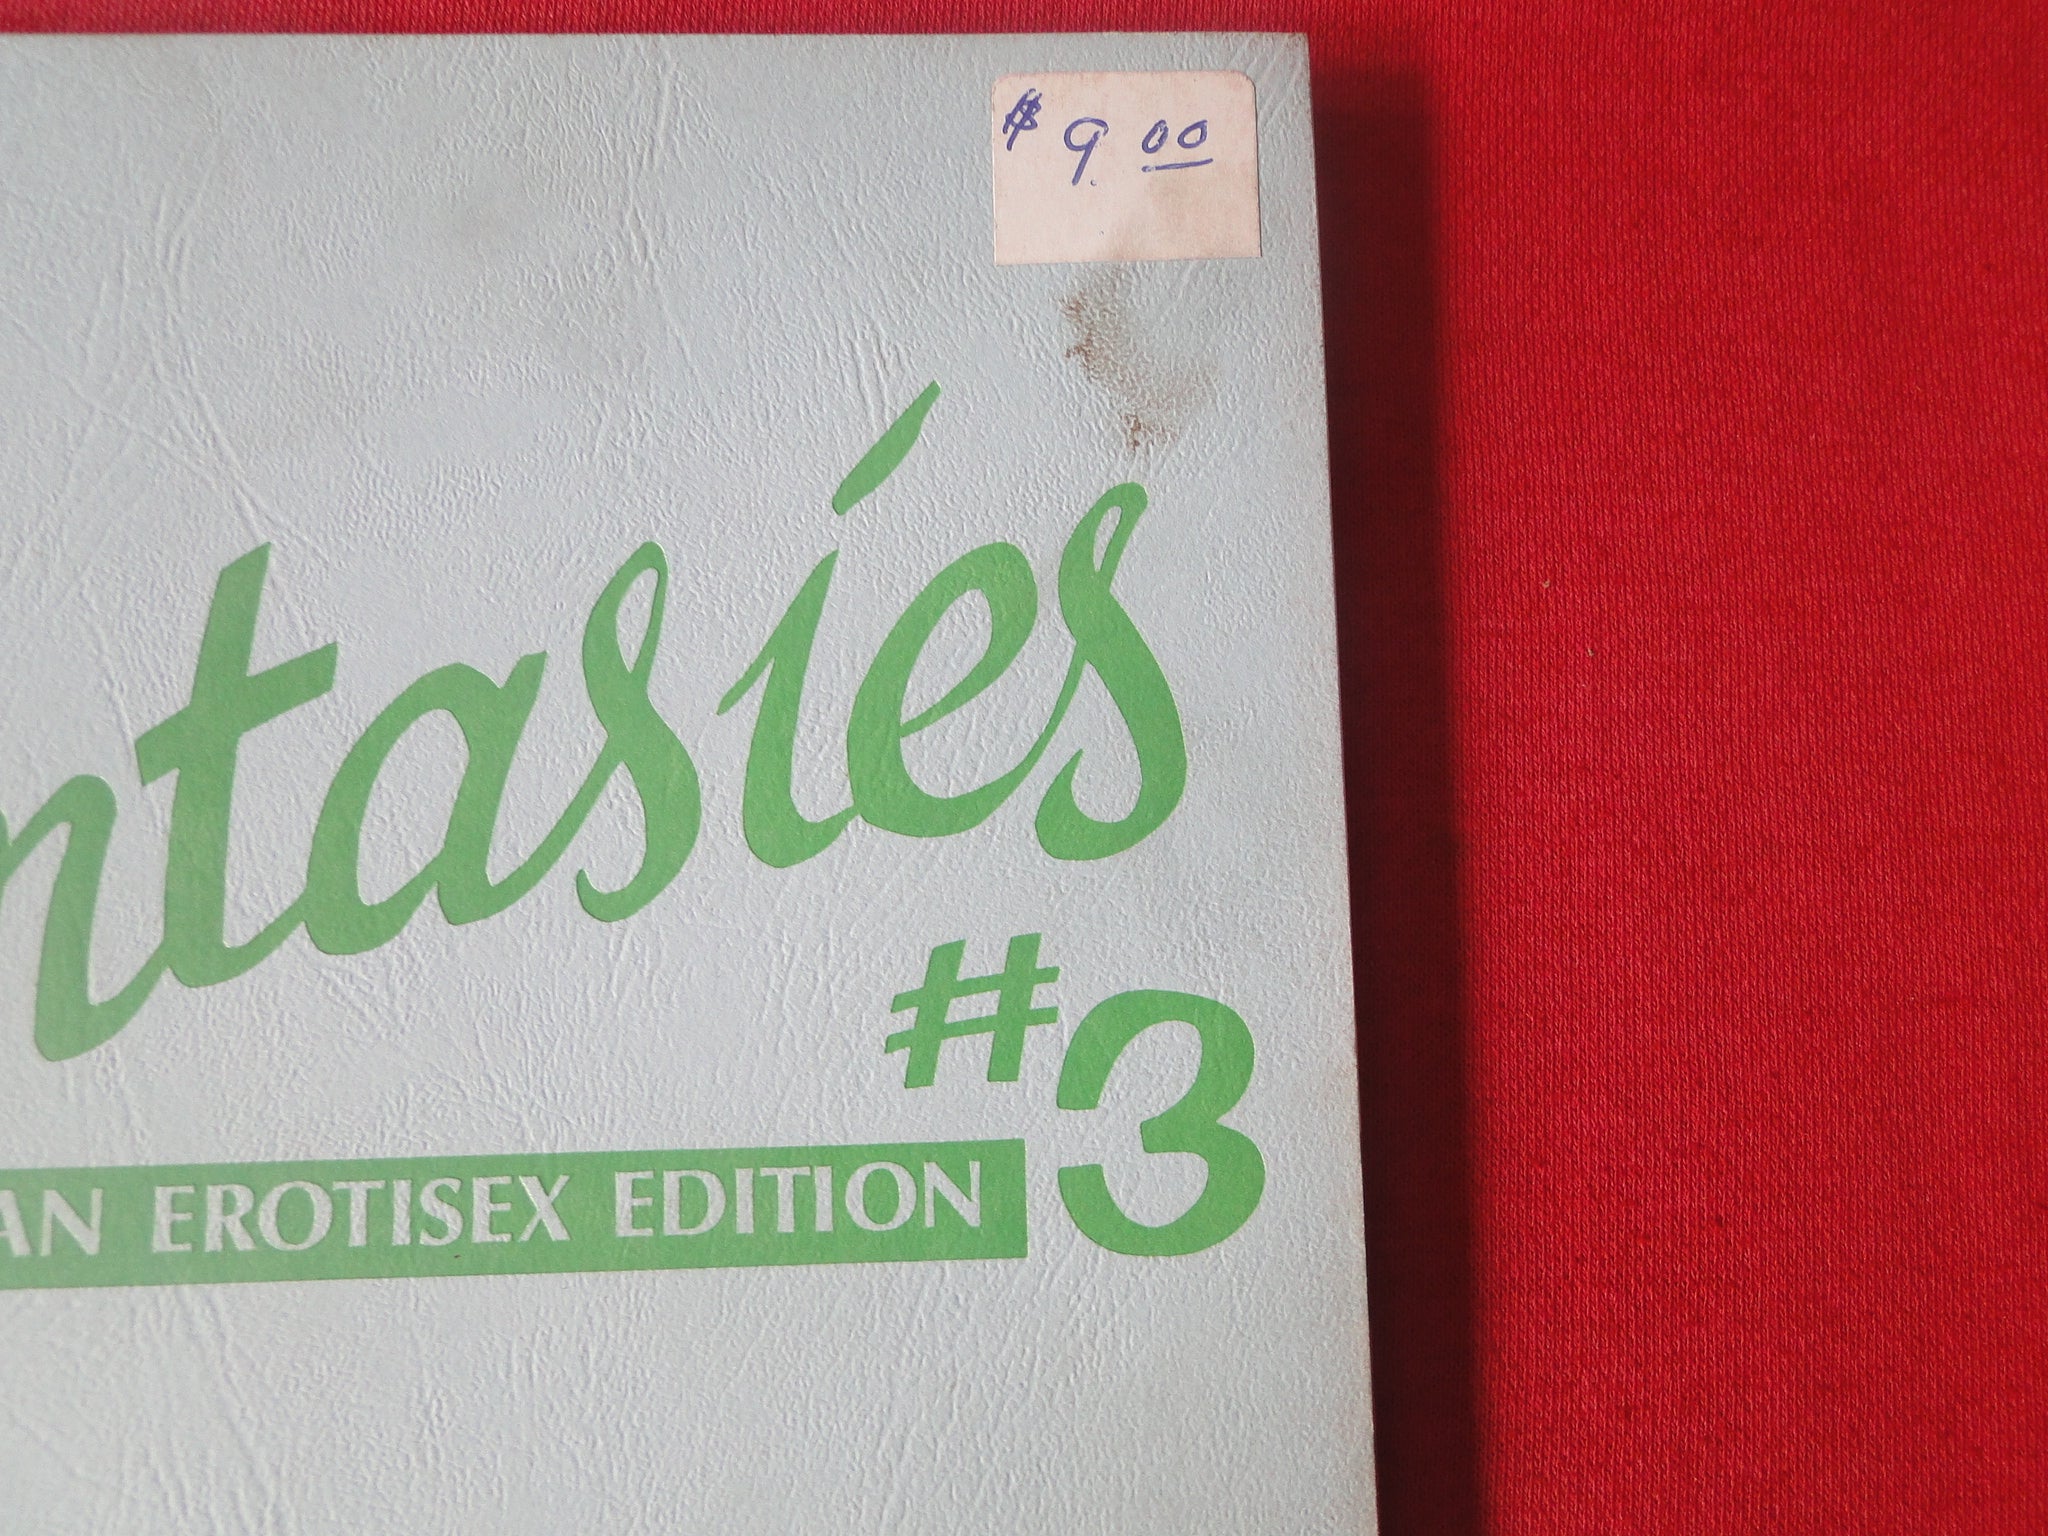 $ 9.00
ntasies
#3
AN EROTISEX EDITION